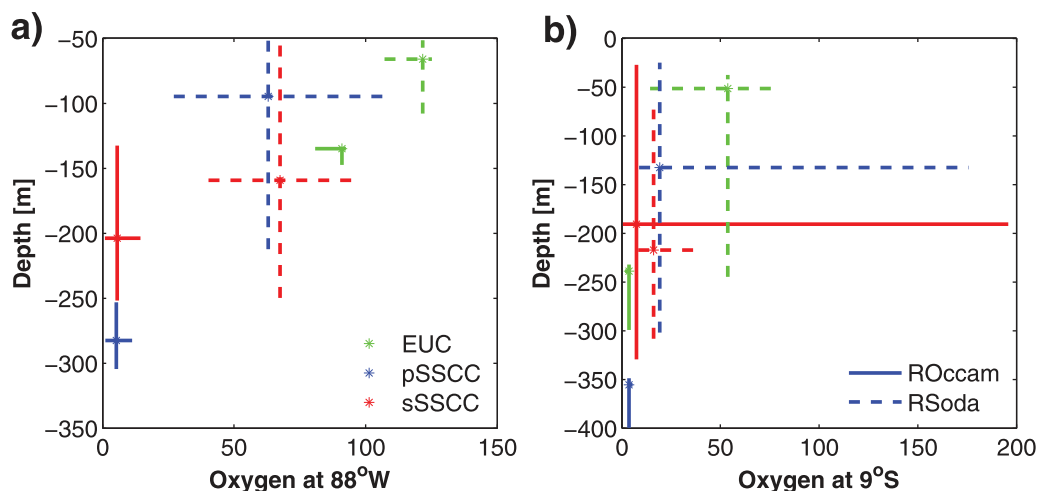 a)
Depth [m]
-50
-100
-150
-200
-250
-300
-350
0
50
100
150
Oxygen at 88°W
EUC
pSSCC
sSSCC
b)
Depth [m]
0
-50
-100
-150
-200
-250
-300
-350
-400
0
50
100
150
200
Oxygen at 9°S
ROccam
RSoda